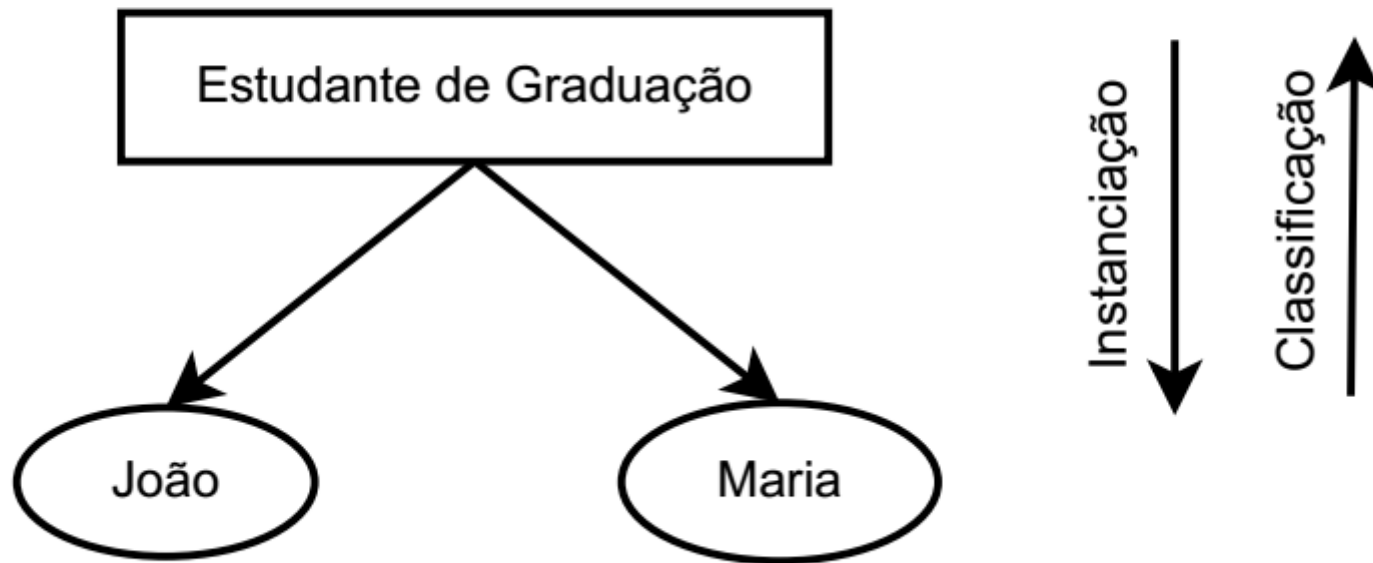 Estudante de Graduação
João
Maria
Instanciação
Classificação